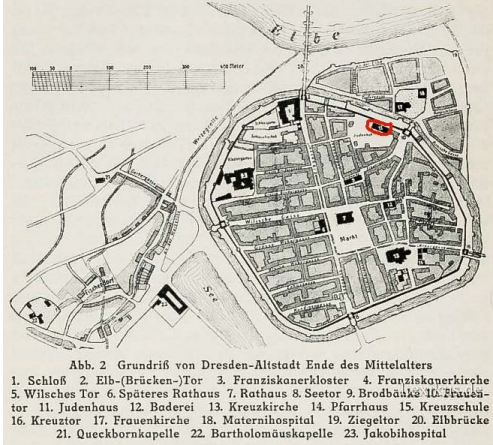 Elbe
100 50 0 100 200 300 400 Meter
Markt
See
Fischerdorf
Abb. 2 Grundriß von Dresden-Altstadt Ende des Mittelalters
1. Schloß 2. Elb-(Brücken-)Tor 3. Franziskanerkloster 4. Franziskanerkirche
5. Wilsches Tor 6. Späteres Rathaus 7. Rathaus 8. Seetor 9. Brodbänke 10. Frauen-
tor 11. Judenhaus 12. Baderei 13. Kreuzkirche 14. Pfarrhaus 15. Kreuzschule
16. Kreuztor 17. Frauenkirche 18. Maternihospital 19. Ziegeltor 20. Elbbrücke
21. Queckbornkapelle 22. Bartholomäuskapelle 23. Jakobihospital